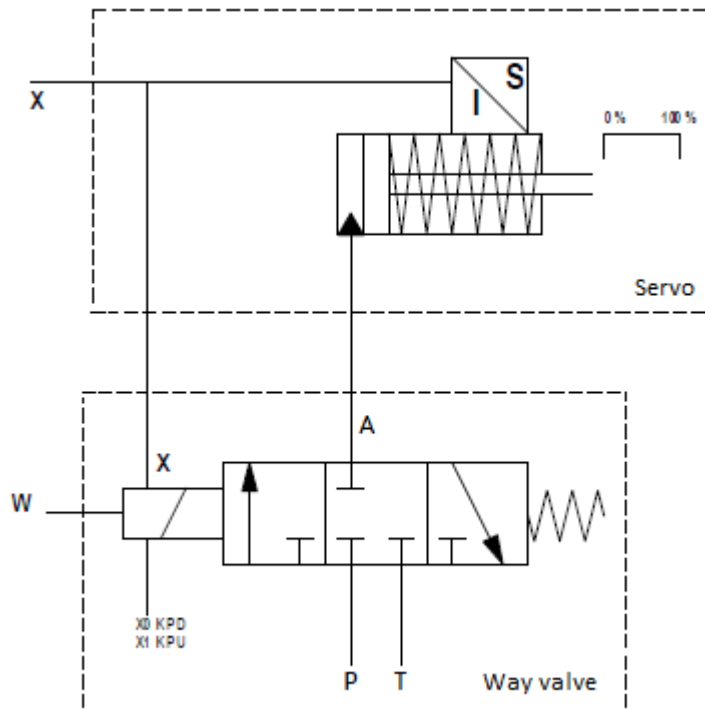 S
I
X
0 % 100 %
Servo
A
X
W
X0 KPD
X1 KPU
P T
Way valve